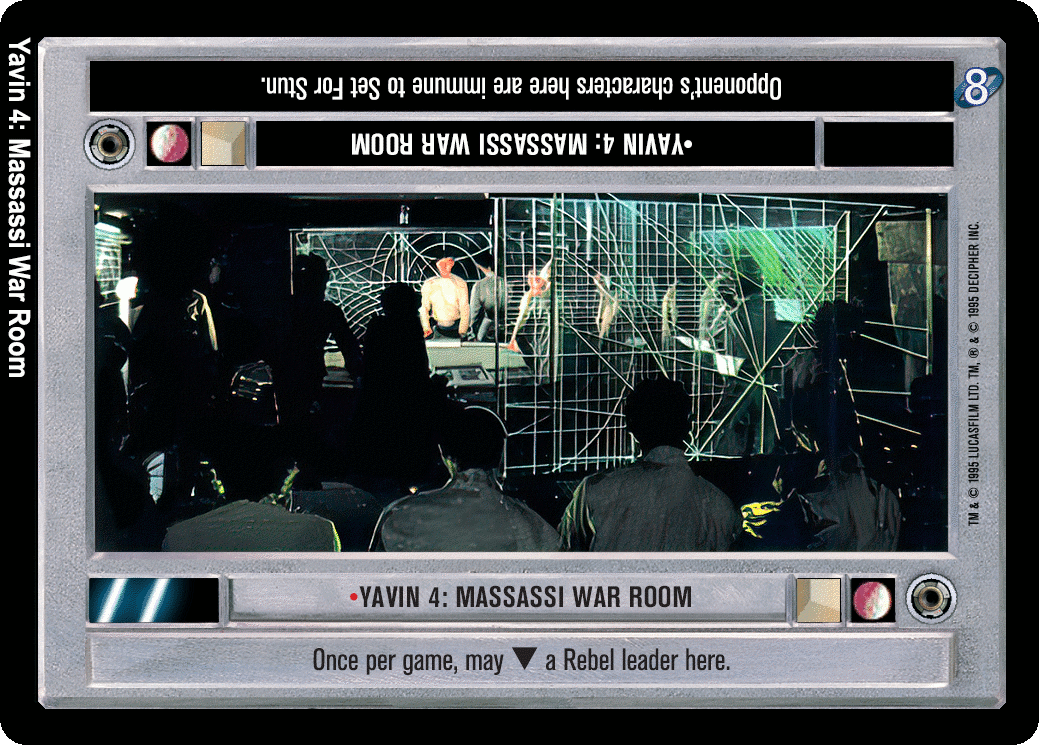 Yavin 4: Massassi War Room
Opponent's characters here are immune to Set For Stun.
8
•YAVIN 4: MASSASSI WAR ROOM
TM & © 1995 LUCASFILM LTD. TM, ® & © 1995 DECIPHER INC.
•YAVIN 4: MASSASSI WAR ROOM
Once per game, may ▼ a Rebel leader here.